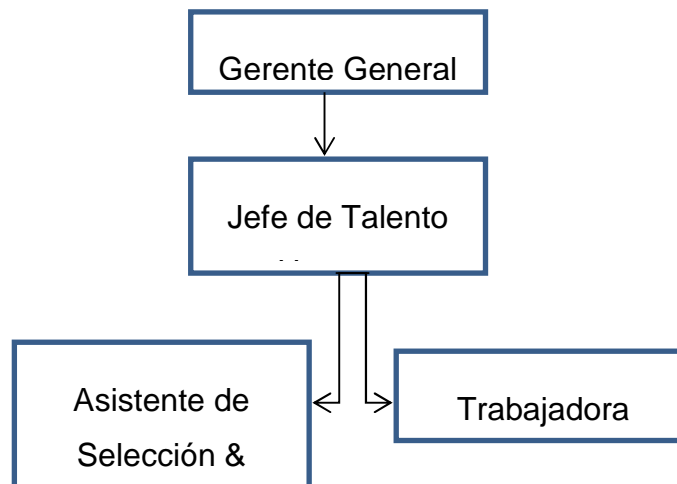 Gerente General
Jefe de Talento
Asistente de
Selección &
Trabajadora